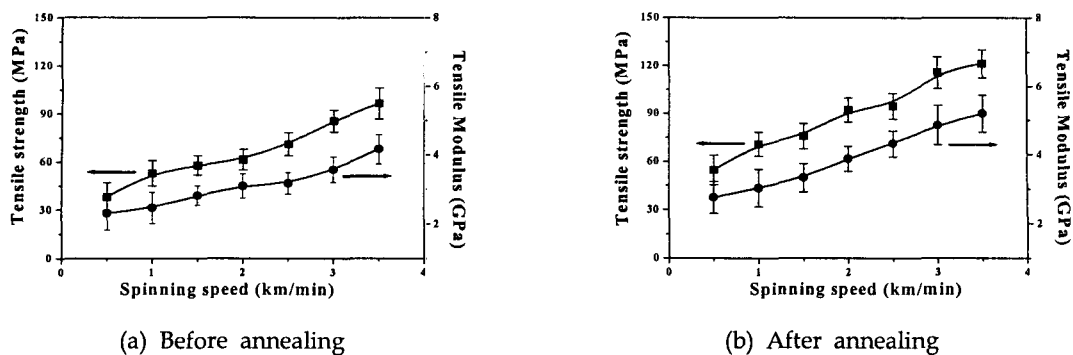 150
120
90
60
30
0
Tensile strength (MPa)
8
6
4
2
Tensile Modulus (GPa)
0 1 2 3 4
Spinning speed (km/min)
(a) Before annealing
150
120
90
60
30
0
Tensile strength (MPa)
8
6
4
2
Tensile Modulus (GPa)
0 1 2 3 4
Spinning speed (km/min)
(b) After annealing